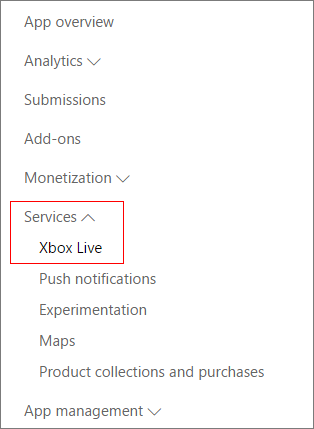 App overview
Analytics
Submissions
Add-ons
Monetization
Services
Xbox Live
Push notifications
Experimentation
Maps
Product collections and purchases
App management